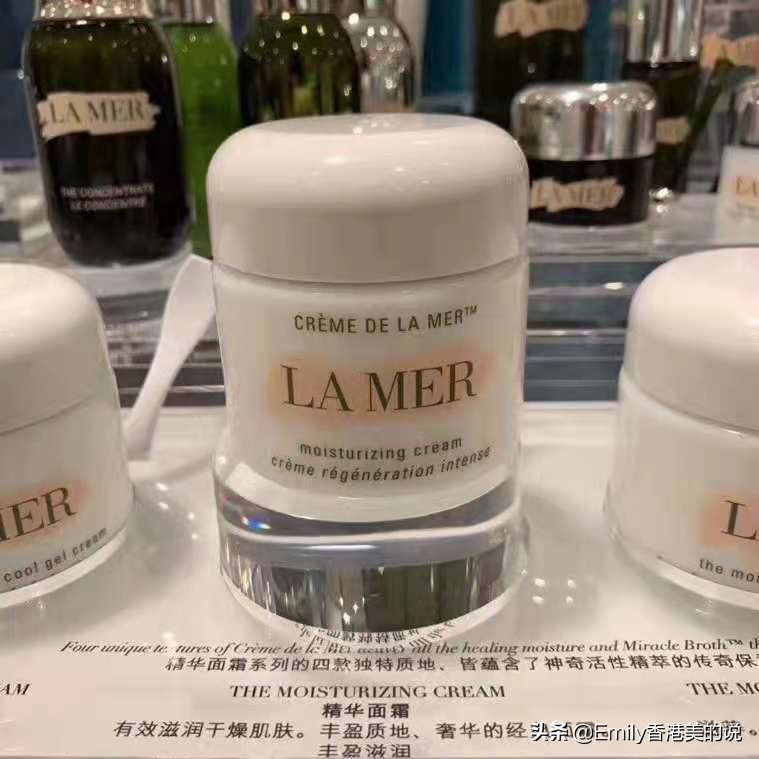 LA MER
LA MER
THE CONCENTRATE
LE CONCENTRÉ
LA MER
CRÈME DE LA MER™
LA MER
moisturizing cream
crème régénération intense
MER
cool gel cream
the
Four unique textures of Crème de la Mer all the healing moisture and Miracle Broth™
精华面霜系列的四款独特质地、皆蕴含了神奇活性精萃的传奇保
AM
THE MOISTURIZING CREAM
THE MO
精华面霜
有效滋润干燥肌肤。丰盈质地、奢华的经
丰盈滋润
头条 @Emily香港美的说